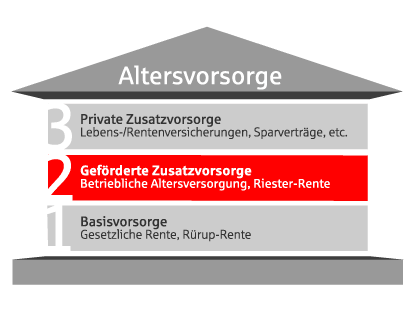 Altersvorsorge
3 Private Zusatzvorsorge
Lebens-/Rentenversicherungen, Sparverträge, etc.
2 Geförderte Zusatzvorsorge
Betriebliche Altersversorgung, Riester-Rente
1 Basisvorsorge
Gesetzliche Rente, Rürup-Rente